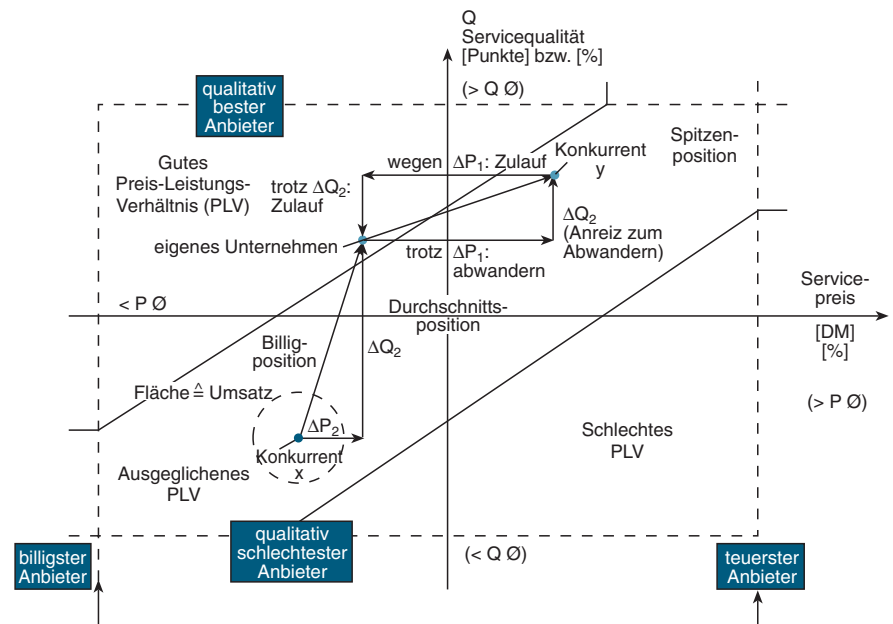 Q
Servicequalität
[Punkte] bzw. [%]
(> Q Ø)
qualitativ
bester
Anbieter
Spitzen-
position
Konkurrent
y
wegen ΔP₁: Zulauf
Gutes
Preis-Leistungs-
Verhältnis (PLV)
trotz ΔQ₂:
Zulauf
ΔQ₂
(Anreiz zum
Abwandern)
eigenes Unternehmen
trotz ΔP₁:
abwandern
Service-
preis
< P Ø
Durchschnitts-
position
[DM]
[%]
Billig-
position
ΔQ₂
Fläche ≙ Umsatz
(> P Ø)
ΔP₂
Schlechtes
PLV
Konkurrent
x
Ausgeglichenes
PLV
qualitativ
schlechtester
Anbieter
(< Q Ø)
billigster
Anbieter
teuerster
Anbieter